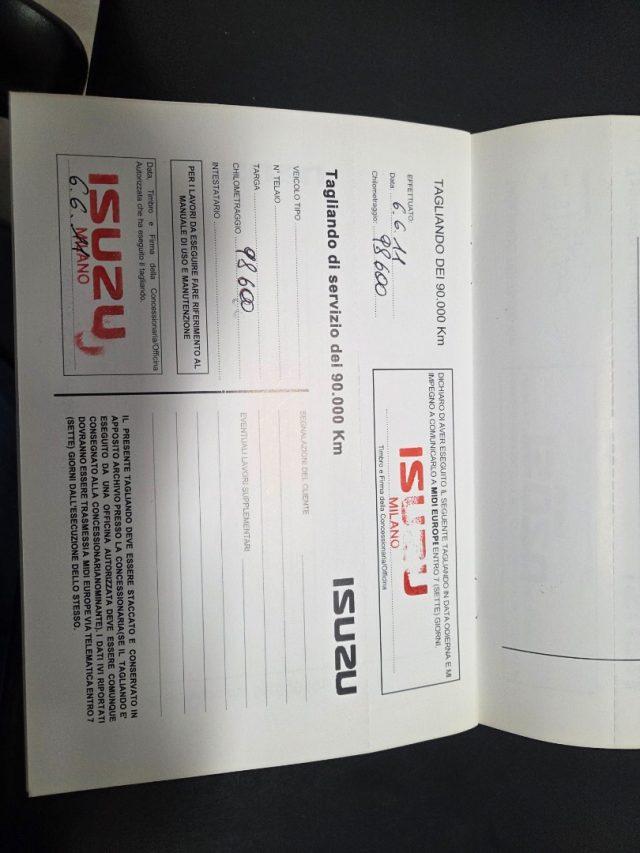 TAGLIANDO DEI 90.000 Km
EFFETTUATO:
Data 6.6.11
Chilometraggio: 98600
DICHIARO DI AVER ESEGUITO IL SEGUENTE TAGLIANDO IN DATA ODIERNA E MI
IMPEGNO A COMUNICARLO A MIDI EUROPE ENTRO 7 (SETTE) GIORNI.
ISUZU
MILANO
Timbro e Firma della Concessionaria/Officina
Tagliando di servizio dei 90.000 Km
ISUZU
VEICOLO TIPO
N° TELAIO
TARGA
CHILOMETRAGGIO 98600
INTESTATARIO
SEGNALAZIONI DEL CLIENTE
EVENTUALI LAVORI SUPPLEMENTARI
PER I LAVORI DA ESEGUIRE FARE RIFERIMENTO AL
MANUALE DI USO E MANUTENZIONE
Data, Timbro e Firma della Concessionaria/Officina
Autorizzata che ha eseguito il tagliando.
ISUZU
MILANO
6.6.11
IL PRESENTE TAGLIANDO DEVE ESSERE STACCATO E CONSERVATO IN
APPOSITO ARCHIVIO PRESSO LA CONCESSIONARIA(SE IL TAGLIANDO E'
ESEGUITO DA UNA OFFICINA AUTORIZZATA DEVE ESSERE COMUNQUE
CONSEGNATO ALLA CONCESSIONARIANOMINANTE). I DATI IVI RIPORTATI
DOVRANNO ESSERE TRASMESSI A MIDI EUROPE VIA TELEMATICA ENTRO 7
(SETTE) GIORNI DALL'ESECUZIONE DELLO STESSO.